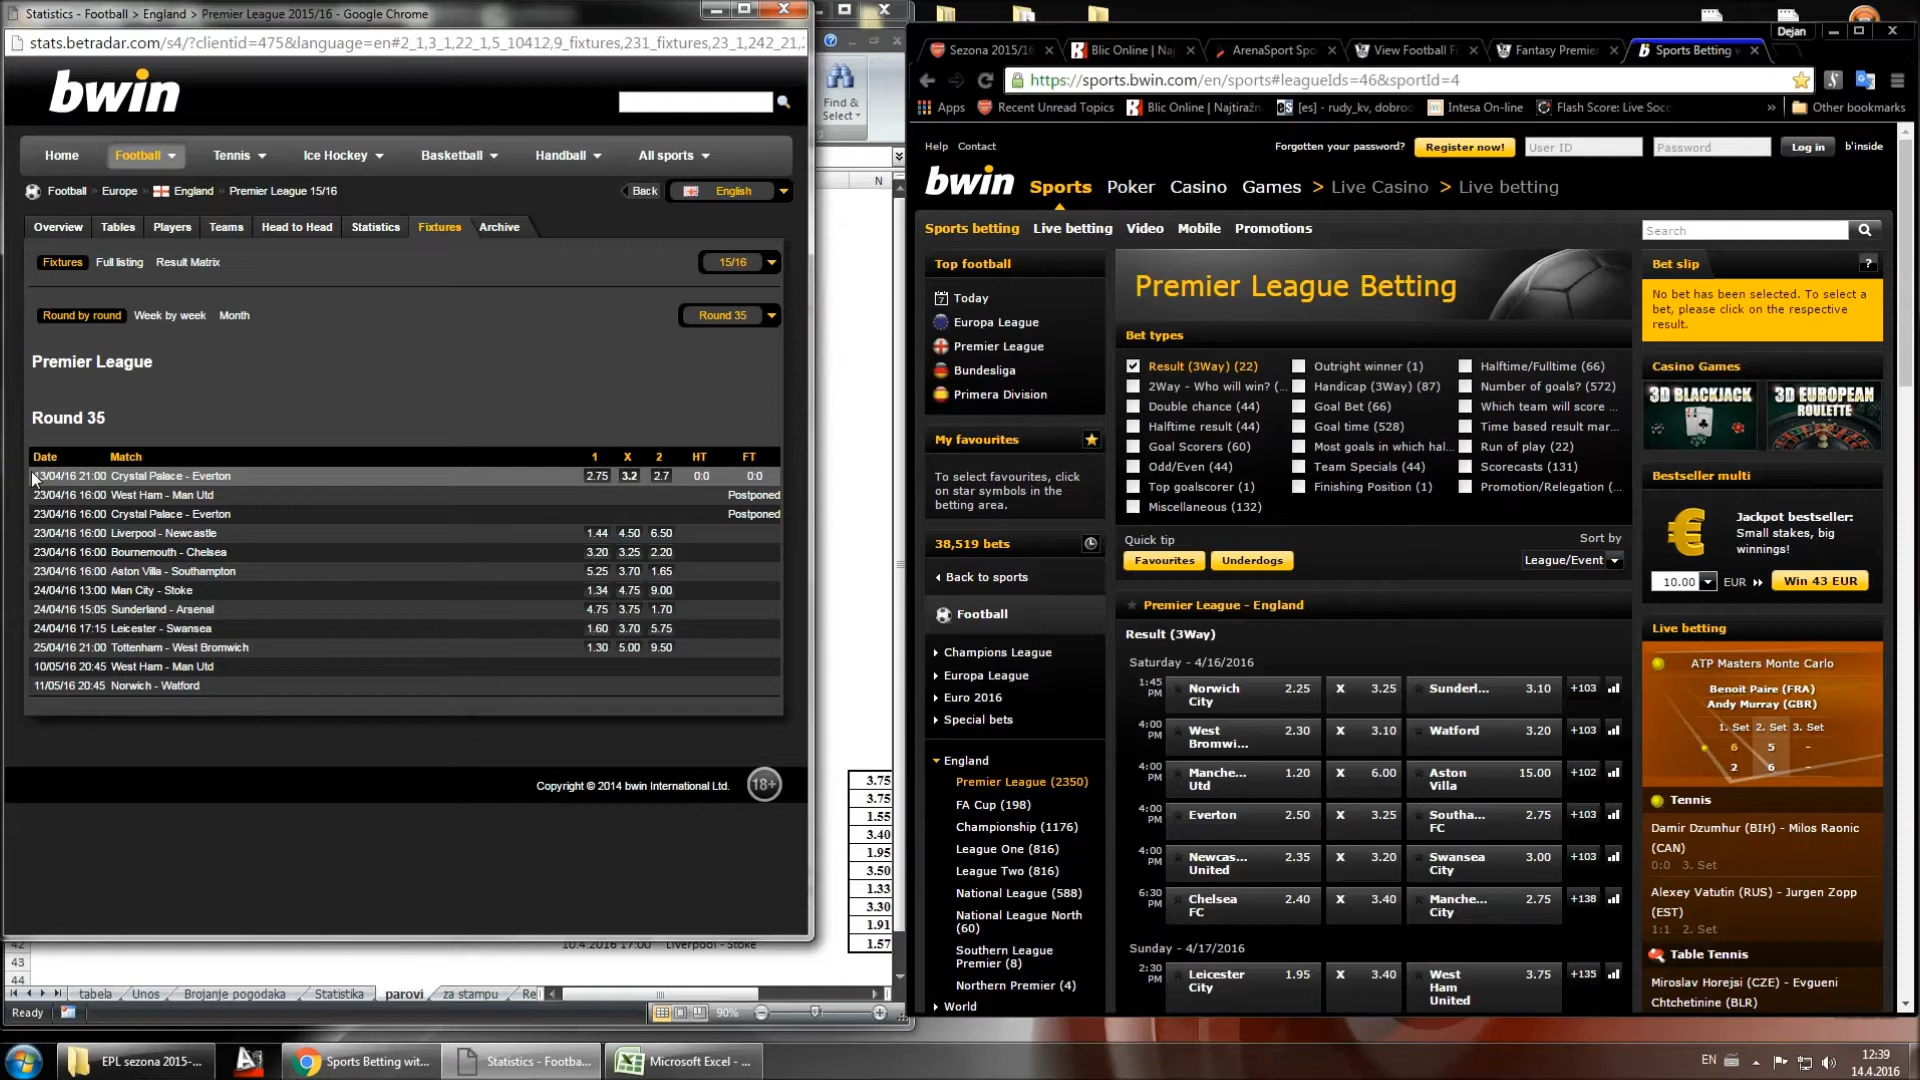 Statistics - Football > England > Premier League 2015/16 - Google Chrome
stats.betradar.com/s4/?clientid=475&language=en#2_1,3_1,22_1,5_10412,9_fixtures,231_fixtures,23_1,242_21,2
bwin
Home Football Tennis Ice Hockey Basketball Handball All sports
Football » Europe » England » Premier League 15/16 Back English
Overview Tables Players Teams Head to Head Statistics Fixtures Archive
Fixtures Full listing Result Matrix 15/16
Round by round Week by week Month Round 35
Premier League
Round 35
Date Match 1 X 2 HT FT
3/04/16 21:00 Crystal Palace - Everton 2.75 3.2 2.7 0:0 0:0
23/04/16 16:00 West Ham - Man Utd Postponed
23/04/16 16:00 Crystal Palace - Everton Postponed
23/04/16 16:00 Liverpool - Newcastle 1.44 4.50 6.50
23/04/16 16:00 Bournemouth - Chelsea 3.20 3.25 2.20
23/04/16 16:00 Aston Villa - Southampton 5.25 3.70 1.65
24/04/16 13:00 Man City - Stoke 1.34 4.75 9.00
24/04/16 15:05 Sunderland - Arsenal 4.75 3.75 1.70
24/04/16 17:15 Leicester - Swansea 1.60 3.70 5.75
25/04/16 21:00 Tottenham - West Bromwich 1.30 5.00 9.50
10/05/16 20:45 West Ham - Man Utd
11/05/16 20:45 Norwich - Watford
Copyright © 2014 bwin International Ltd. 18+
Find &
Select
N
3.75
3.75
1.55
3.40
1.95
3.50
1.33
3.30
1.91
1.57
42 10.4.2016 17:00 Liverpool - Stoke
43
44
tabela Unos Brojanje pogodaka Statistika parovi za stampu Re
Ready 90%
Dejan
Sezona 2015/16 Blic Online | Naj ArenaSport Spo View Football Fi Fantasy Premier Sports Betting
https://sports.bwin.com/en/sports#leagueIds=46&sportId=4
Apps Recent Unread Topics Blic Online | Najtiražn [es] - rudy_kv, dobrod Intesa On-line Flash Score: Live Socc » Other bookmarks
Help Contact Forgotten your password? Register now! User ID Password Log in b'inside
bwin Sports Poker Casino Games > Live Casino > Live betting
Sports betting Live betting Video Mobile Promotions Search
Top football
7 Today
Europa League
Premier League
Bundesliga
Primera Division
My favourites
To select favourites, click
on star symbols in the
betting area.
38,519 bets
Back to sports
Football
Champions League
Europa League
Euro 2016
Special bets
England
Premier League (2350)
FA Cup (198)
Championship (1176)
League One (816)
League Two (816)
National League (588)
National League North
(60)
Southern League
Premier (8)
Northern Premier (4)
World
Premier League Betting
Bet types
Result (3Way) (22) Outright winner (1) Halftime/Fulltime (66)
2Way - Who will win? (... Handicap (3Way) (87) Number of goals? (572)
Double chance (44) Goal Bet (66) Which team will score ...
Halftime result (44) Goal time (528) Time based result mar...
Goal Scorers (60) Most goals in which hal... Run of play (22)
Odd/Even (44) Team Specials (44) Scorecasts (131)
Top goalscorer (1) Finishing Position (1) Promotion/Relegation (...
Miscellaneous (132)
Quick tip Sort by
Favourites Underdogs League/Event
Premier League - England
Result (3Way)
Saturday - 4/16/2016
1:45 PM Norwich City 2.25 X 3.25 Sunderl... 3.10 +103
4:00 PM West Bromwi... 2.30 X 3.10 Watford 3.20 +103
4:00 PM Manche... Utd 1.20 X 6.00 Aston Villa 15.00 +102
4:00 PM Everton 2.50 X 3.25 Southa... FC 2.75 +103
4:00 PM Newcas... United 2.35 X 3.20 Swansea City 3.00 +103
6:30 PM Chelsea FC 2.40 X 3.40 Manche... City 2.75 +138
Sunday - 4/17/2016
2:30 PM Leicester City 1.95 X 3.40 West Ham United 3.75 +135
Bet slip ?
No bet has been selected. To select a
bet, please click on the respective
result.
Casino Games
3D BLACKJACK 3D EUROPEAN ROULETTE
Bestseller multi
€ Jackpot bestseller:
Small stakes, big
winnings!
10.00 EUR Win 43 EUR
Live betting
ATP Masters Monte Carlo
Benoit Paire (FRA)
Andy Murray (GBR)
1. Set 2. Set 3. Set
6 5 -
2 6 -
Tennis
Damir Dzumhur (BIH) - Milos Raonic
(CAN)
0:0 3. Set
Alexey Vatutin (RUS) - Jurgen Zopp
(EST)
1:1 2. Set
Table Tennis
Miroslav Horejsi (CZE) - Evgueni
Chtchetinine (BLR)
EPL sezona 2015-... Sports Betting wit... Statistics - Footba... Microsoft Excel - ... EN 12:39
14.4.2016